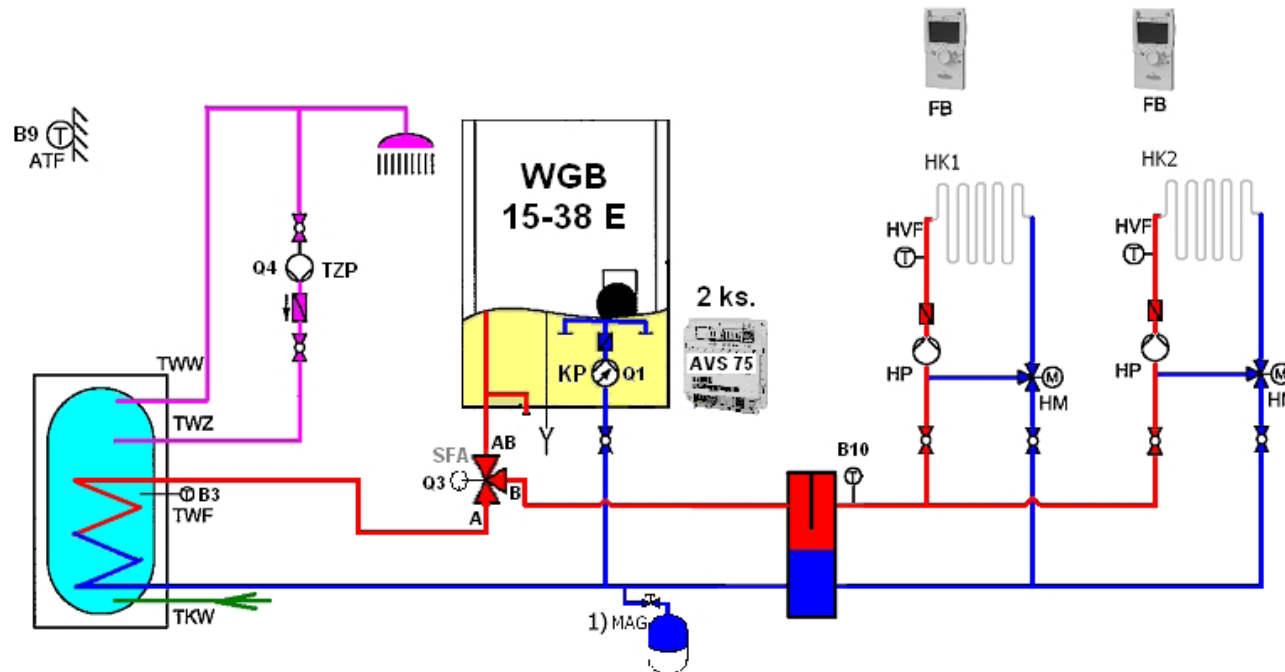 B9
T
ATF
WGB
15-38 E
2 ks.
AVS 75
KP
Q1
Q4
TZP
TWW
TWZ
T
B3
TWF
TKW
SFA
AB
Q3
B
A
1) MAG
B10
T
FB
HK1
HVF
T
HP
M
HM
FB
HK2
HVF
T
HP
M